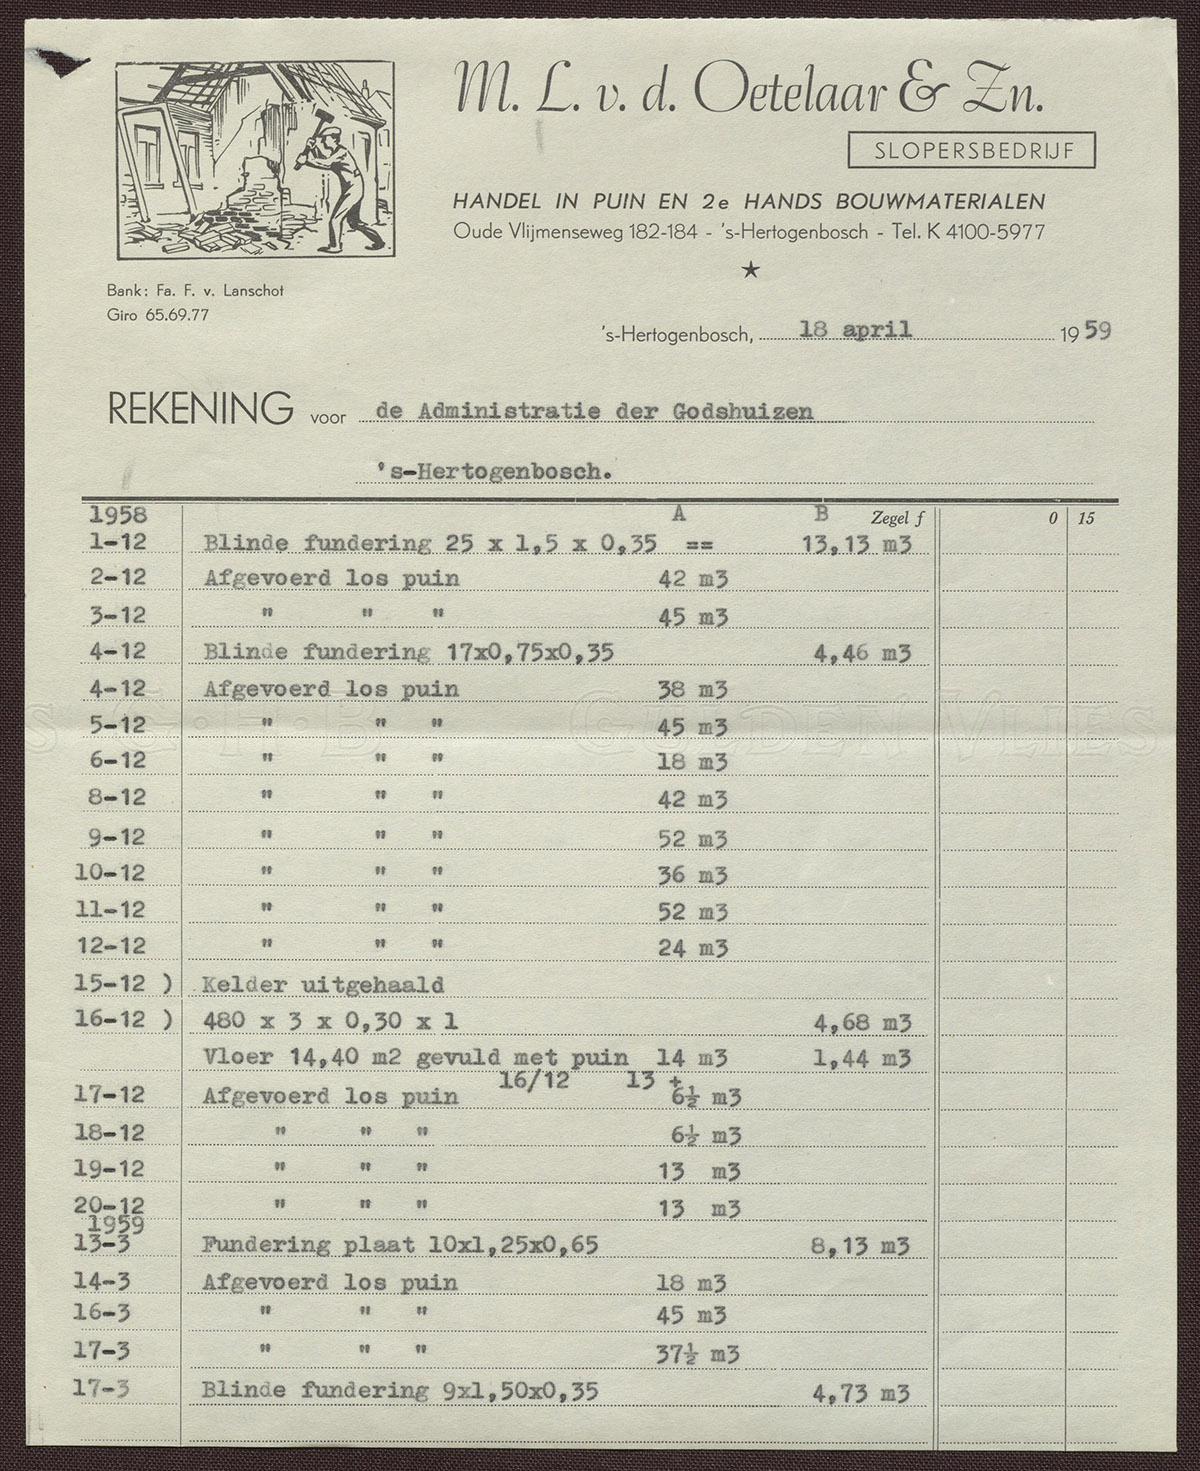 M. L. v. d. Oetelaar & Zn.
SLOPERSBEDRIJF
HANDEL IN PUIN EN 2e HANDS BOUWMATERIALEN
Oude Vlijmenseweg 182-184 - 's-Hertogenbosch - Tel. K 4100-5977
★
Bank: Fa. F. v. Lanschot
Giro 65.69.77
's-Hertogenbosch, 18 april 1959
REKENING voor de Administratie der Godshuizen
's-Hertogenbosch.
1958 A B Zegel f 0 15
1-12 Blinde fundering 25 x 1,5 x 0,35 == 13,13 m3
2-12 Afgevoerd los puin 42 m3
3-12 " " " 45 m3
4-12 Blinde fundering 17x0,75x0,35 4,46 m3
4-12 Afgevoerd los puin 38 m3
5-12 " " " 45 m3
6-12 " " " 18 m3
8-12 " " " 42 m3
9-12 " " " 52 m3
10-12 " " " 36 m3
11-12 " " " 52 m3
12-12 " " " 24 m3
15-12 ) Kelder uitgehaald
16-12 ) 480 x 3 x 0,30 x 1 4,68 m3
Vloer 14,40 m2 gevuld met puin 14 m3 1,44 m3
16/12 13 +
17-12 Afgevoerd los puin 6½ m3
18-12 " " " 6½ m3
19-12 " " " 13 m3
20-12 " " " 13 m3
1959
13-3 Fundering plaat 10x1,25x0,65 8,13 m3
14-3 Afgevoerd los puin 18 m3
16-3 " " " 45 m3
17-3 " " " 37½ m3
17-3 Blinde fundering 9x1,50x0,35 4,73 m3
GULDEN VLIES